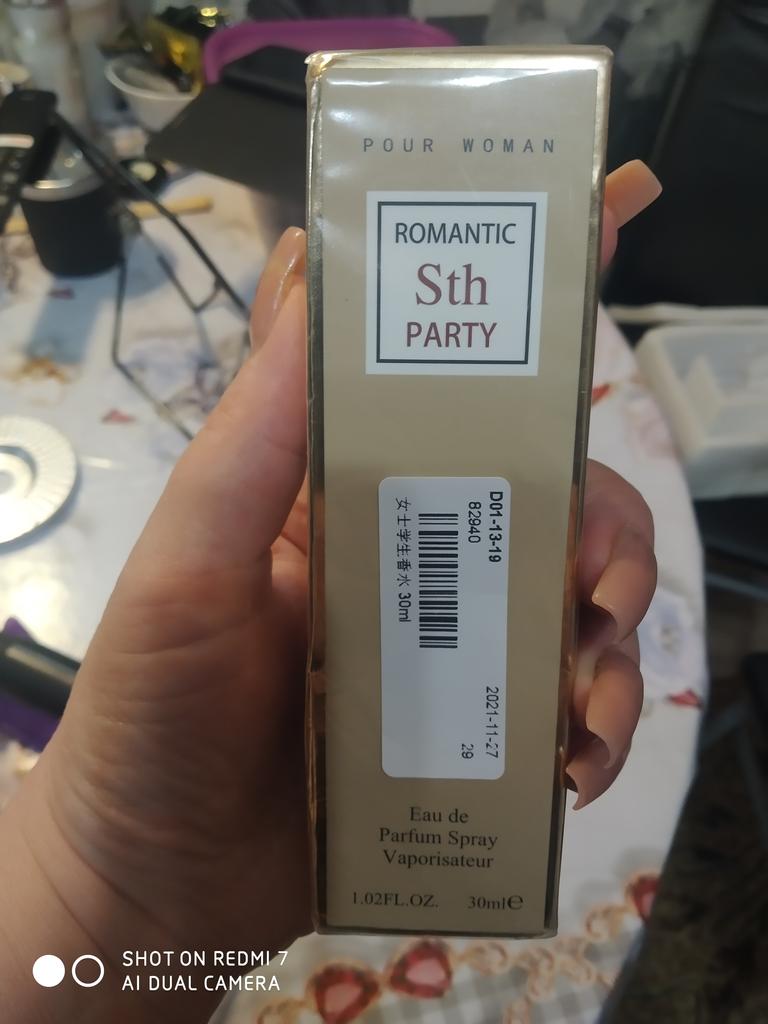 POUR WOMAN
ROMANTIC
Sth
PARTY
D01-13-19
82940
女士学生香水 30ml
2021-11-27
29
Eau de
Parfum Spray
Vaporisateur
1.02FL.OZ. 30ml℮
SHOT ON REDMI 7
AI DUAL CAMERA